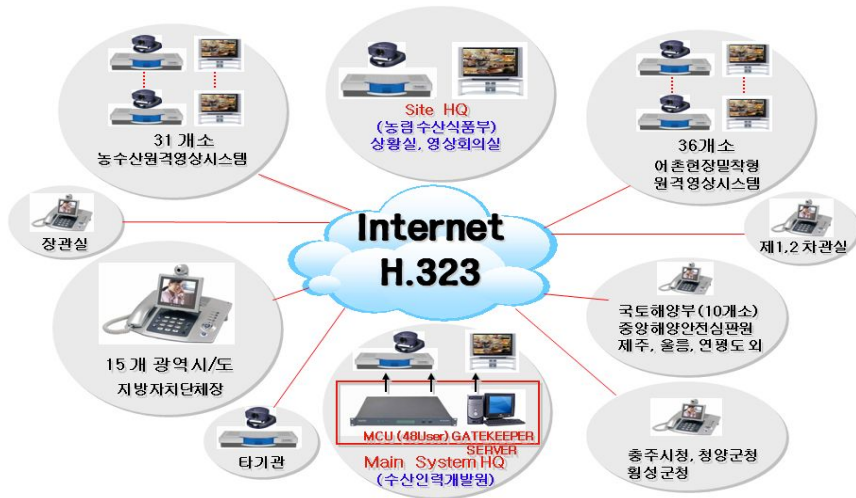 31 개소
농수산원격영상시스템
Site HQ
(농림수산식품부)
상황실, 영상회의실
36개소
어촌현장밀착형
원격영상시스템
장관실
Internet
H.323
제1,2 차관실
15개 광역시/도
지방자치단체장
국토해양부(10개소)
중앙해양안전심판원
제주, 울릉, 연평도 외
타기관
MCU (48User) GATEKEEPER
SERVER
Main System HQ
(수산인력개발원)
충주시청, 청양군청
횡성군청